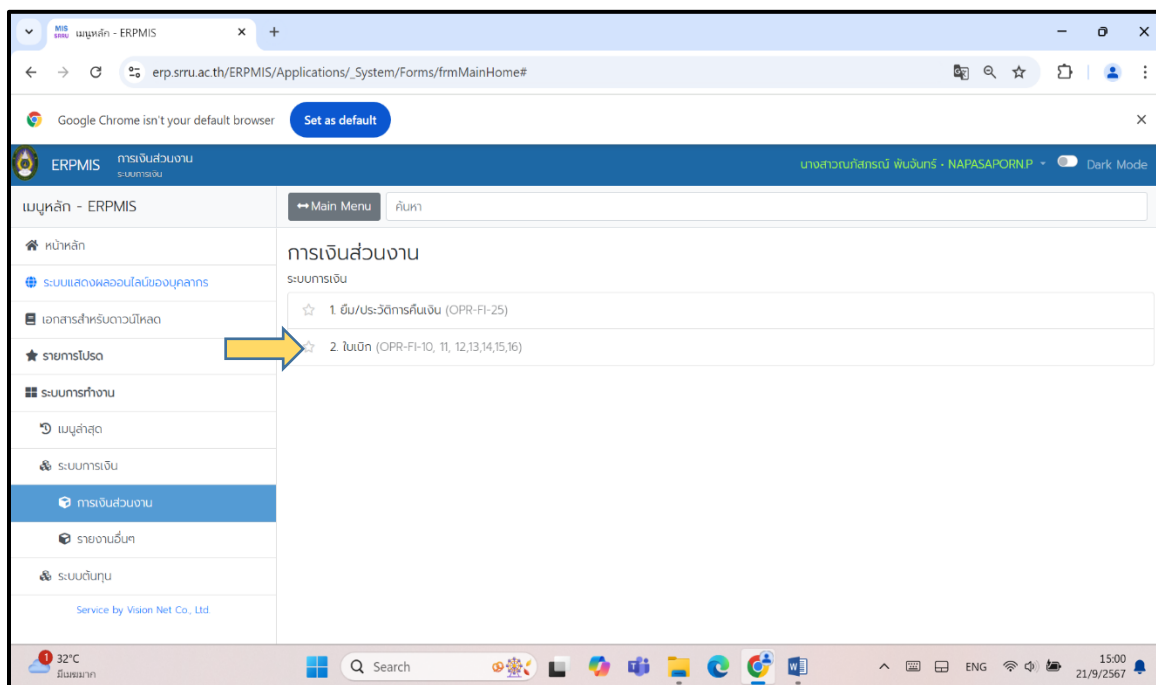 MIS
SRRU
เมนูหลัก - ERPMIS
erp.srru.ac.th/ERPMIS/Applications/_System/Forms/frmMainHome#
Google Chrome isn't your default browser
Set as default
ERPMIS
การเงินส่วนงาน
ระบบการเงิน
นางสาวณภัสภรณ์ พันจันทร์ - NAPASAPORN.P
Dark Mode
เมนูหลัก - ERPMIS
Main Menu
ค้นหา
หน้าหลัก
ระบบแสดงผลออนไลน์ของบุคลากร
เอกสารสำหรับดาวน์โหลด
รายการโปรด
ระบบการทำงาน
เมนูล่าสุด
ระบบการเงิน
การเงินส่วนงาน
รายงานอื่นๆ
ระบบต้นทุน
Service by Vision Net Co., Ltd
การเงินส่วนงาน
ระบบการเงิน
1. ยืม/ประวัติการคืนเงิน (OPR-FI-25)
2. ใบเบิก (OPR-FI-10, 11, 12,13,14,15,16)
1
32°C
มีเมฆมาก
Search
ENG
15:00
21/9/2567